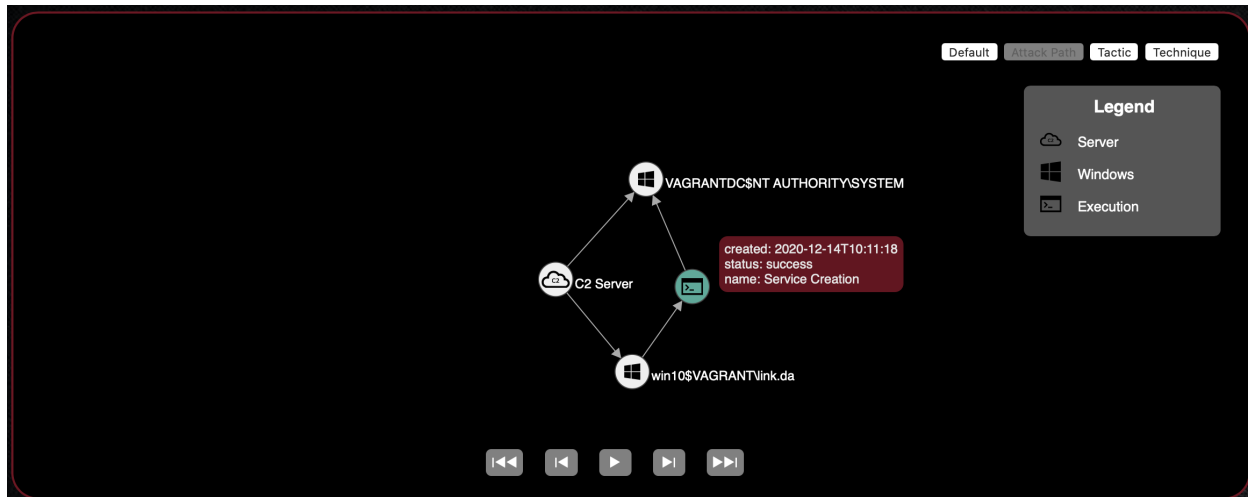 Default
Attack Path
Tactic
Technique
Legend
C2
Server
Windows
>_
Execution
VAGRANTDC$NT AUTHORITY\SYSTEM
created: 2020-12-14T10:11:18
status: success
name: Service Creation
C2
C2 Server
>_
win10$VAGRANT\link.da